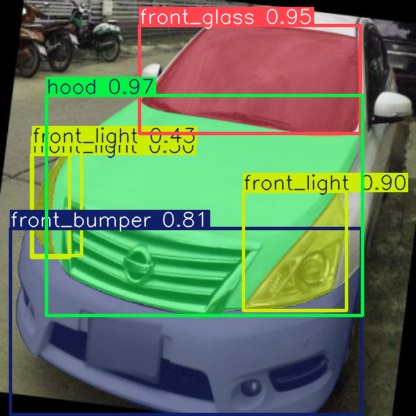 front_glass 0.95
hood 0.97
front_light 0.43
front_light 0.50
front_light 0.90
front_bumper 0.81